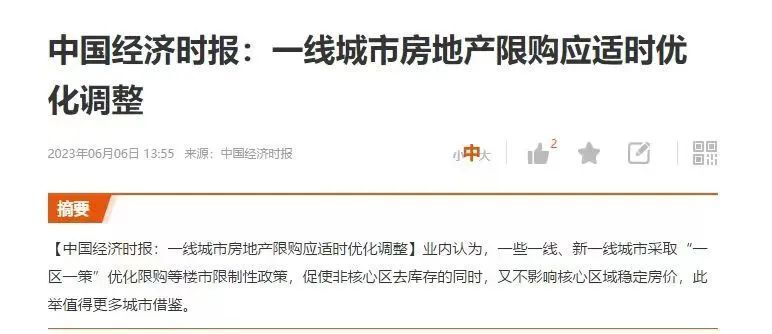 中国经济时报：一线城市房地产限购应适时优
化调整
2023年06月06日 13:55 来源：中国经济时报
小中大 2
摘要
【中国经济时报：一线城市房地产限购应适时优化调整】业内认为，一些一线、新一线城市采取“一
区一策”优化限购等楼市限制性政策，促使非核心区去库存的同时，又不影响核心区域稳定房价，此
举值得更多城市借鉴。